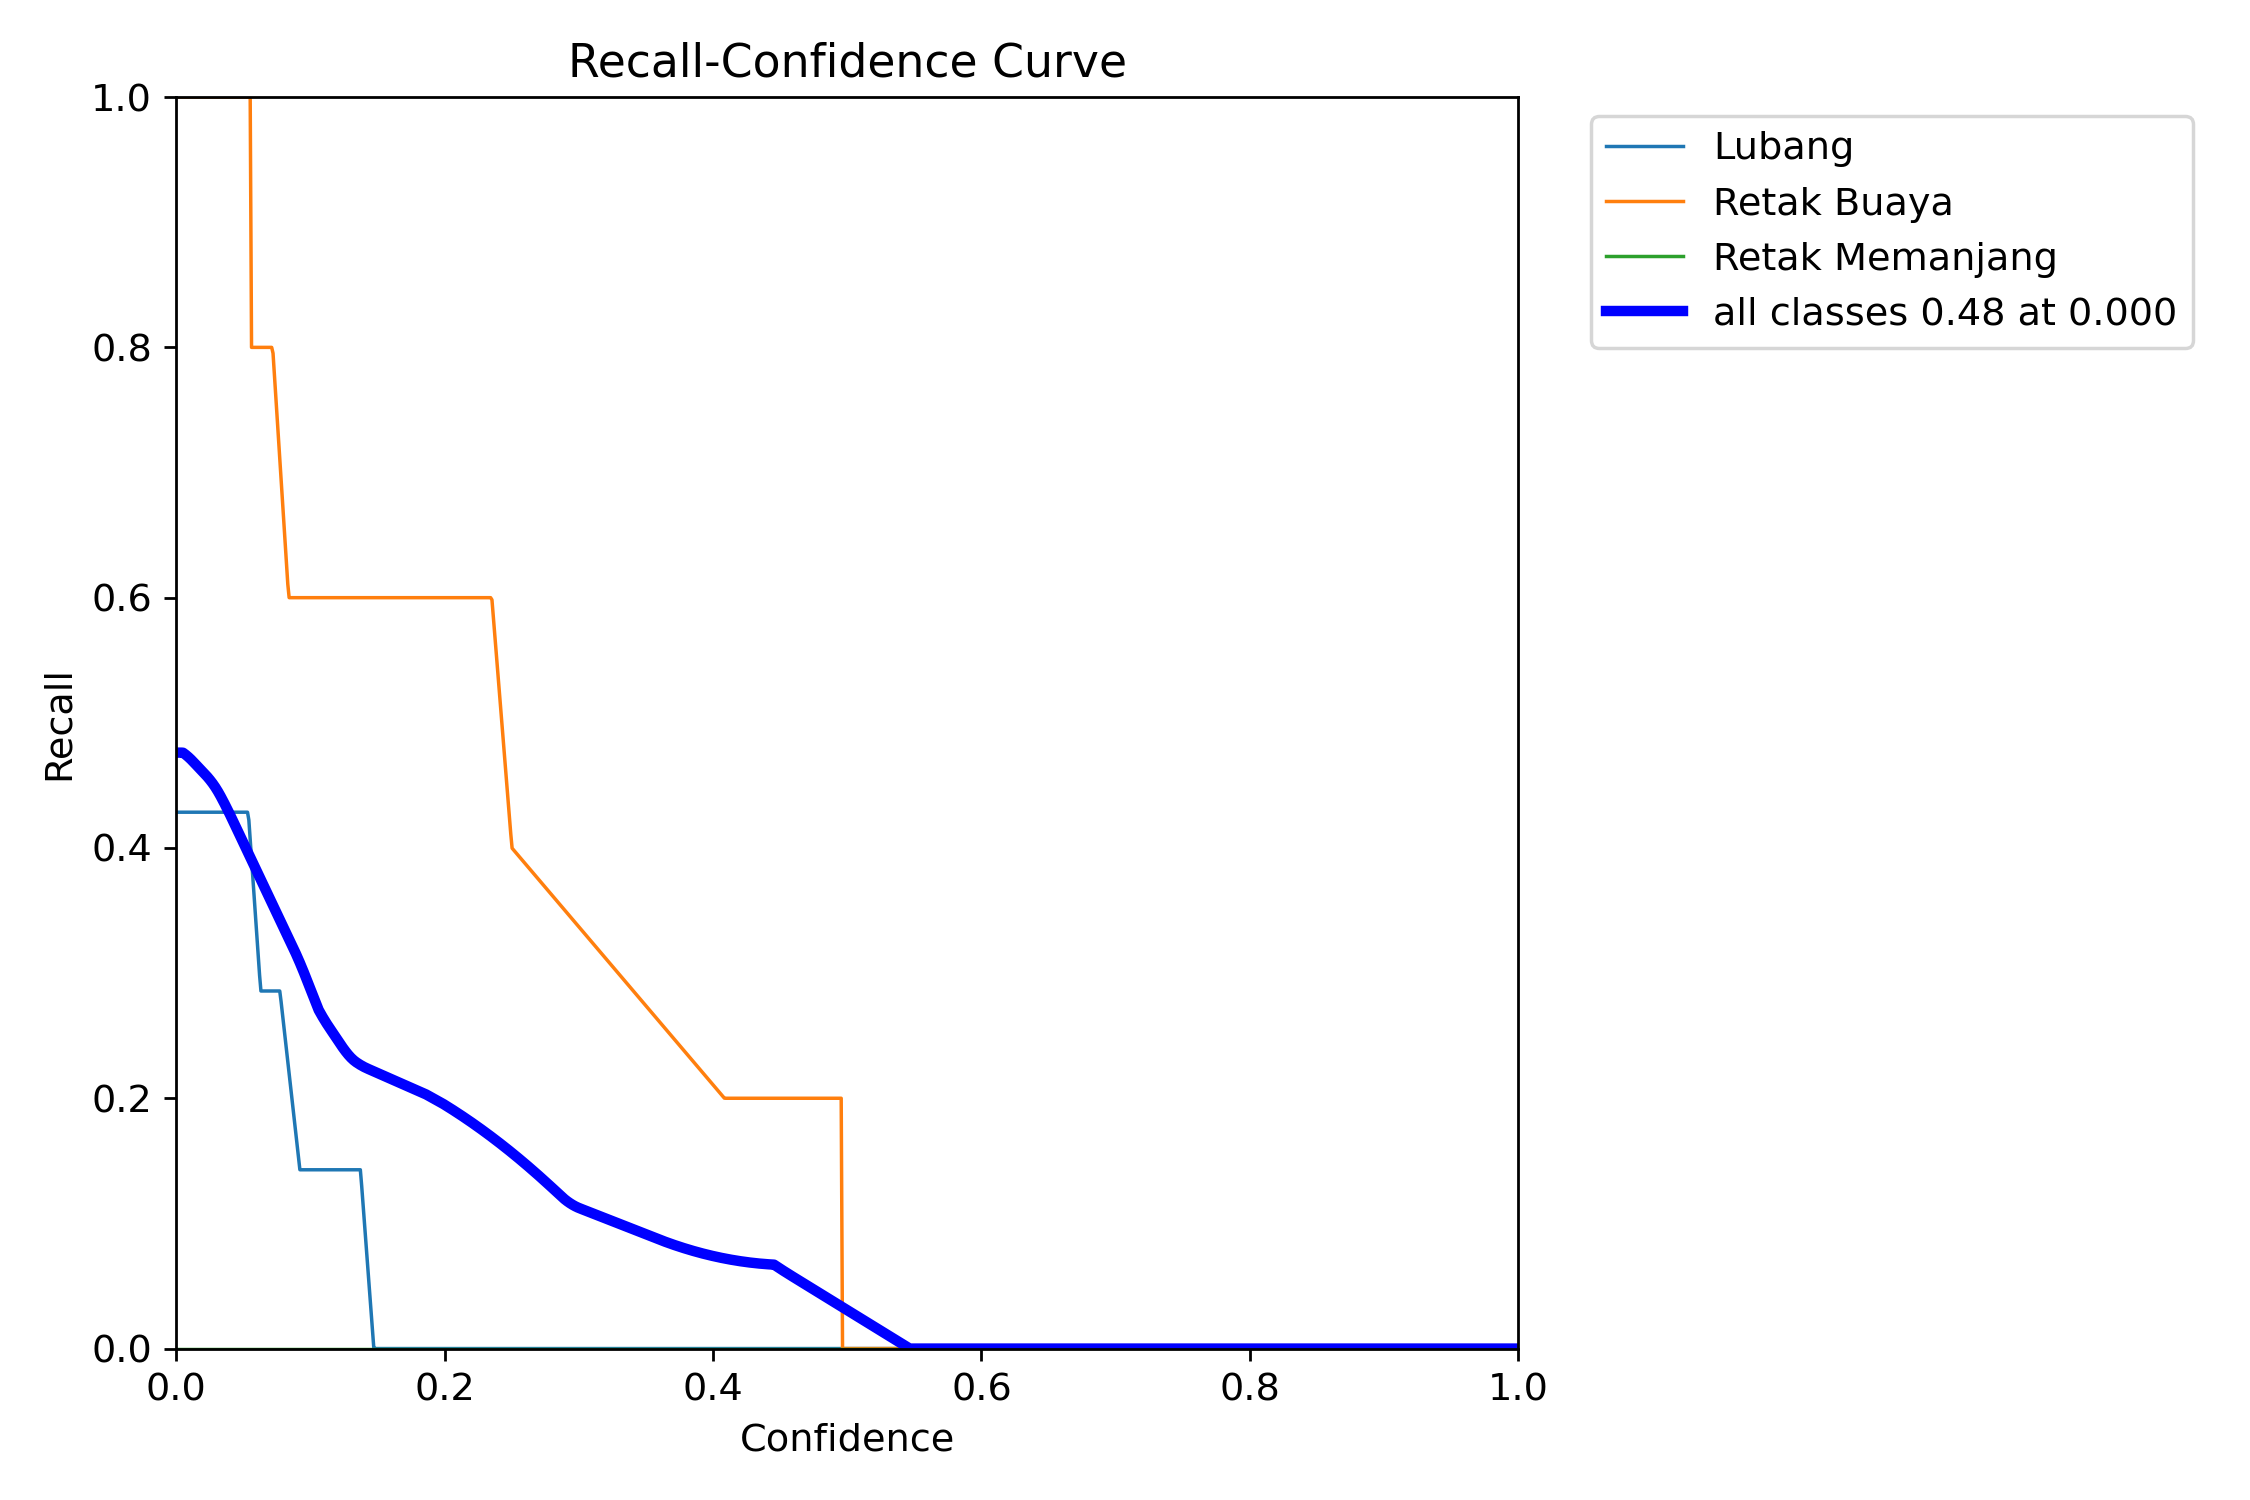 Recall-Confidence Curve
1.0
0.8
0.6
0.4
0.2
0.0
Recall
0.0 0.2 0.4 0.6 0.8 1.0
Confidence
Lubang
Retak Buaya
Retak Memanjang
all classes 0.48 at 0.000